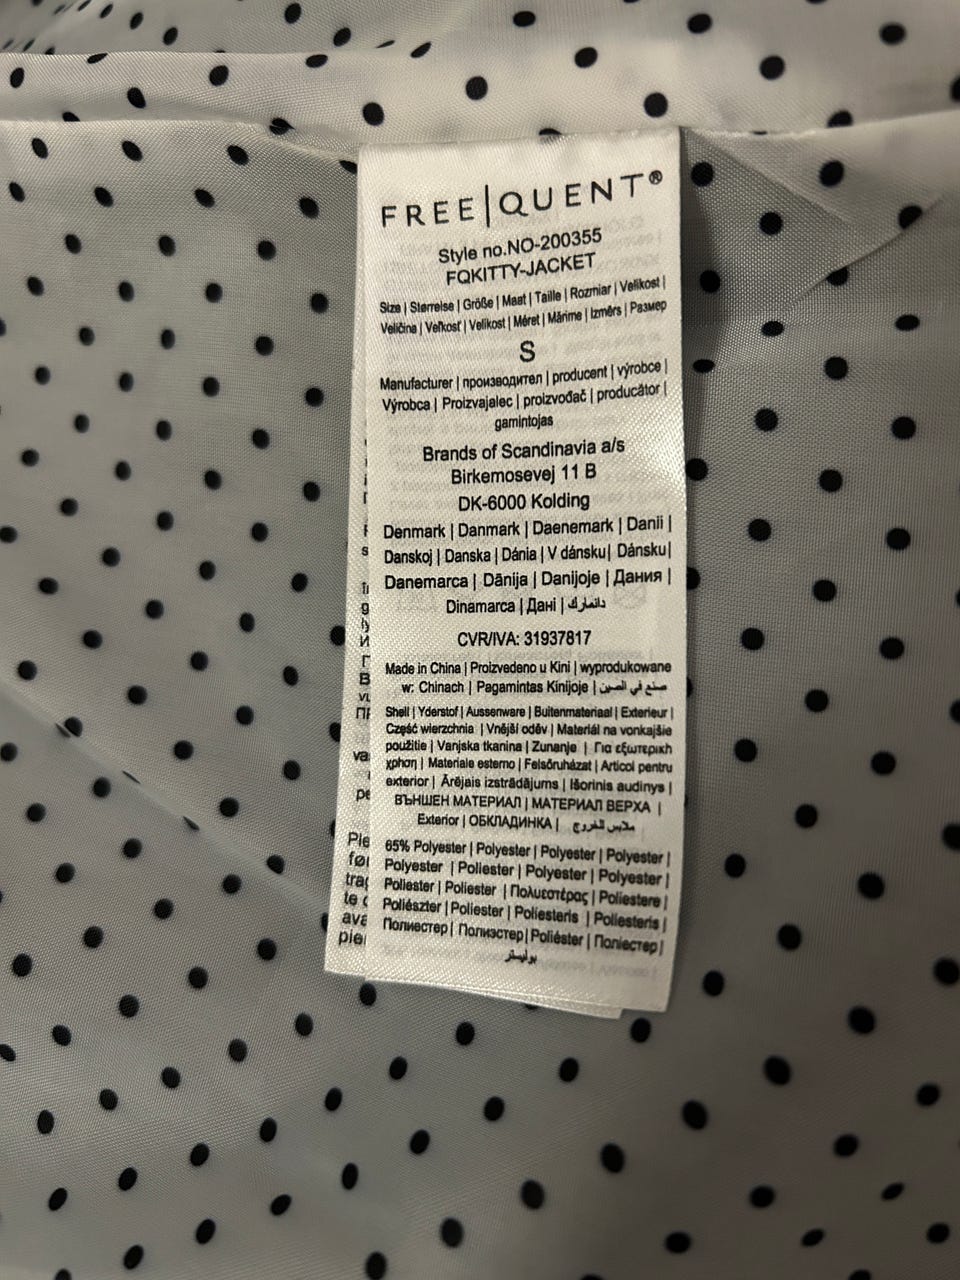 FREE|QUENT®
Style no.NO-200355
FQKITTY-JACKET
Size | Størrelse | Größe | Maat | Taille | Rozmiar | Velikost |
Veličina | Veľkosť | Velikost | Méret | Mărime | Izmērs | Размер
S
Manufacturer | производител | producent | výrobce |
Výrobca | Proizvajalec | proizvođač | producător |
gamintojas
Brands of Scandinavia a/s
Birkemosevej 11 B
DK-6000 Kolding
Denmark | Danmark | Daenemark | Danii |
Danskoj | Danska | Dánia | V dánsku| Dánsku|
Danemarca | Dānija | Danijoje | Дания |
Dinamarca | Дані | دانمارك
CVR/IVA: 31937817
Made in China | Proizvedeno u Kini | wyprodukowane
w: Chinach | Pagamintas Kinijoje | صنع في الصين
Shell | Yderstof | Aussenware | Buitenmateriaal | Exterieur |
Część wierzchnia | Vnější oděv | Materiál na vonkajšie
použitie | Vanjska tkanina | Zunanje | Για εξωτερικη
χρηση | Materiale esterno | Felsőruházat | Articol pentru
exterior | Ārējais izstrādājums | Išorinis audinys |
ВЪНШЕН МАТЕРИАЛ | МАТЕРИАЛ ВЕРХА |
Exterior | ОБКЛАДИНКА | ملابس الخروج
65% Polyester | Polyester | Polyester | Polyester |
Polyester | Poliester | Polyester | Polyester |
Poliester | Poliester | Πολυεστέρας | Poliestere |
Poliészter | Poliester | Poliesteris | Poliesteris |
Полиестер | Полиэстер | Poliéster | Поліестер |
بوليستر